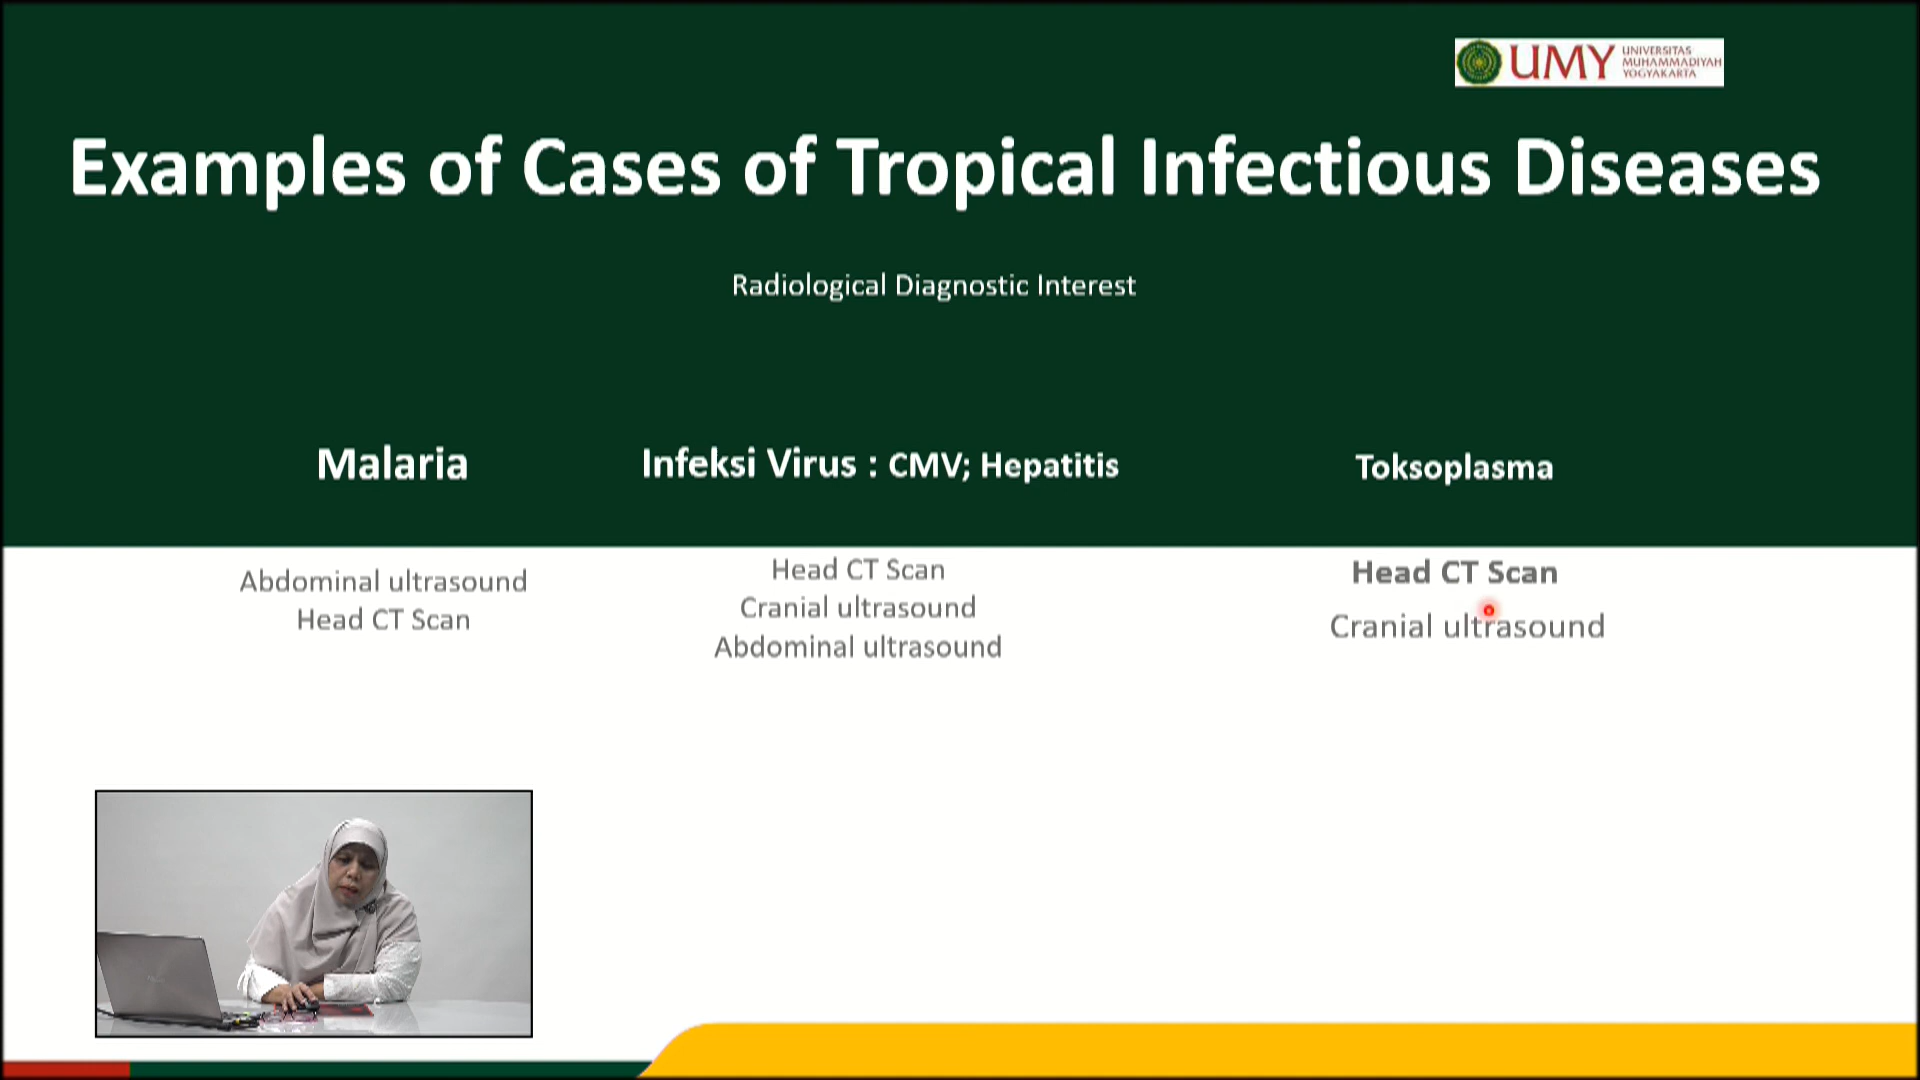 UMY
UNIVERSITAS
MUHAMMADIYAH
YOGYAKARTA
Examples of Cases of Tropical Infectious Diseases
Radiological Diagnostic Interest
Malaria
Abdominal ultrasound
Head CT Scan
Infeksi Virus : CMV; Hepatitis
Head CT Scan
Cranial ultrasound
Abdominal ultrasound
Toksoplasma
Head CT Scan
Cranial ultrasound